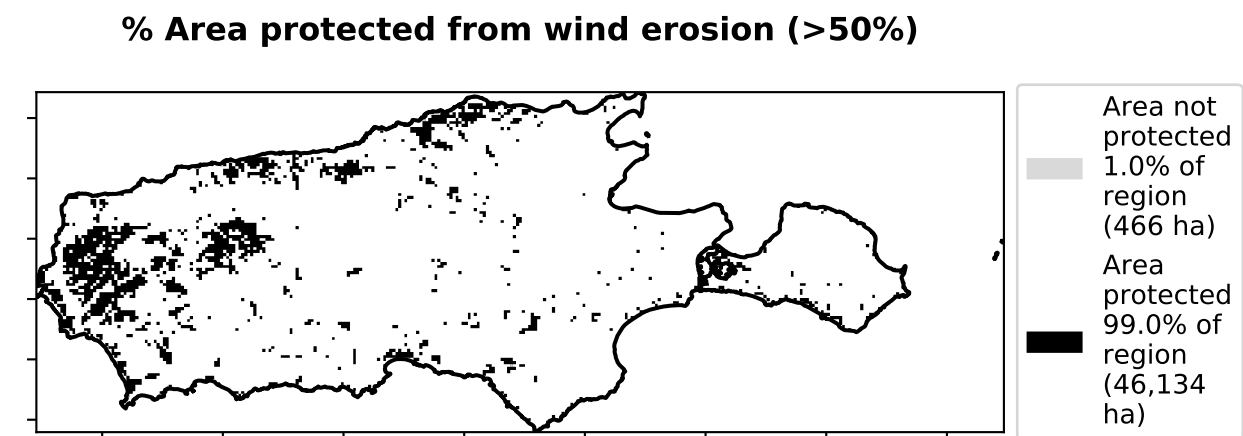 % Area protected from wind erosion (>50%)
Area not
protected
1.0% of
region
(466 ha)
Area
protected
99.0% of
region
(46,134
ha)